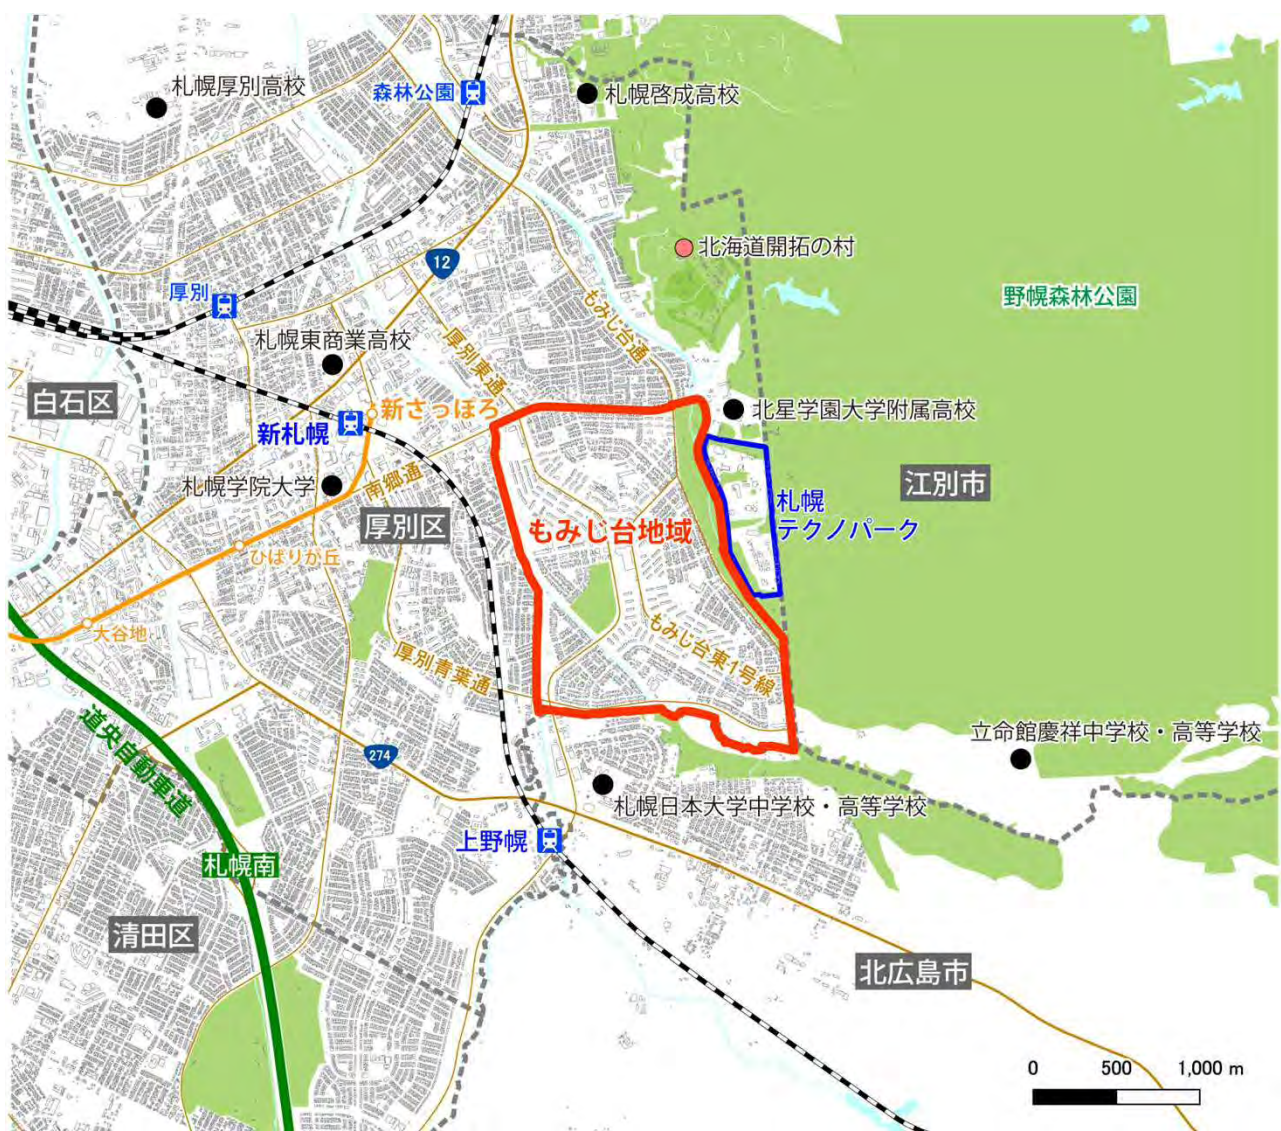 札幌厚別高校
森林公園
札幌啓成高校
12
北海道開拓の村
野幌森林公園
厚別
もみじ台通
札幌東商業高校
厚別東通
白石区
新さっぽろ
新札幌
北星学園大学附属高校
江別市
札幌学院大学
南郷通
札幌
テクノパーク
厚別区
もみじ台地域
ひばりが丘
大谷地
もみじ台東1号線
厚別青葉通
道央自動車道
274
立命館慶祥中学校・高等学校
札幌日本大学中学校・高等学校
上野幌
札幌南
清田区
北広島市
0 500 1,000 m